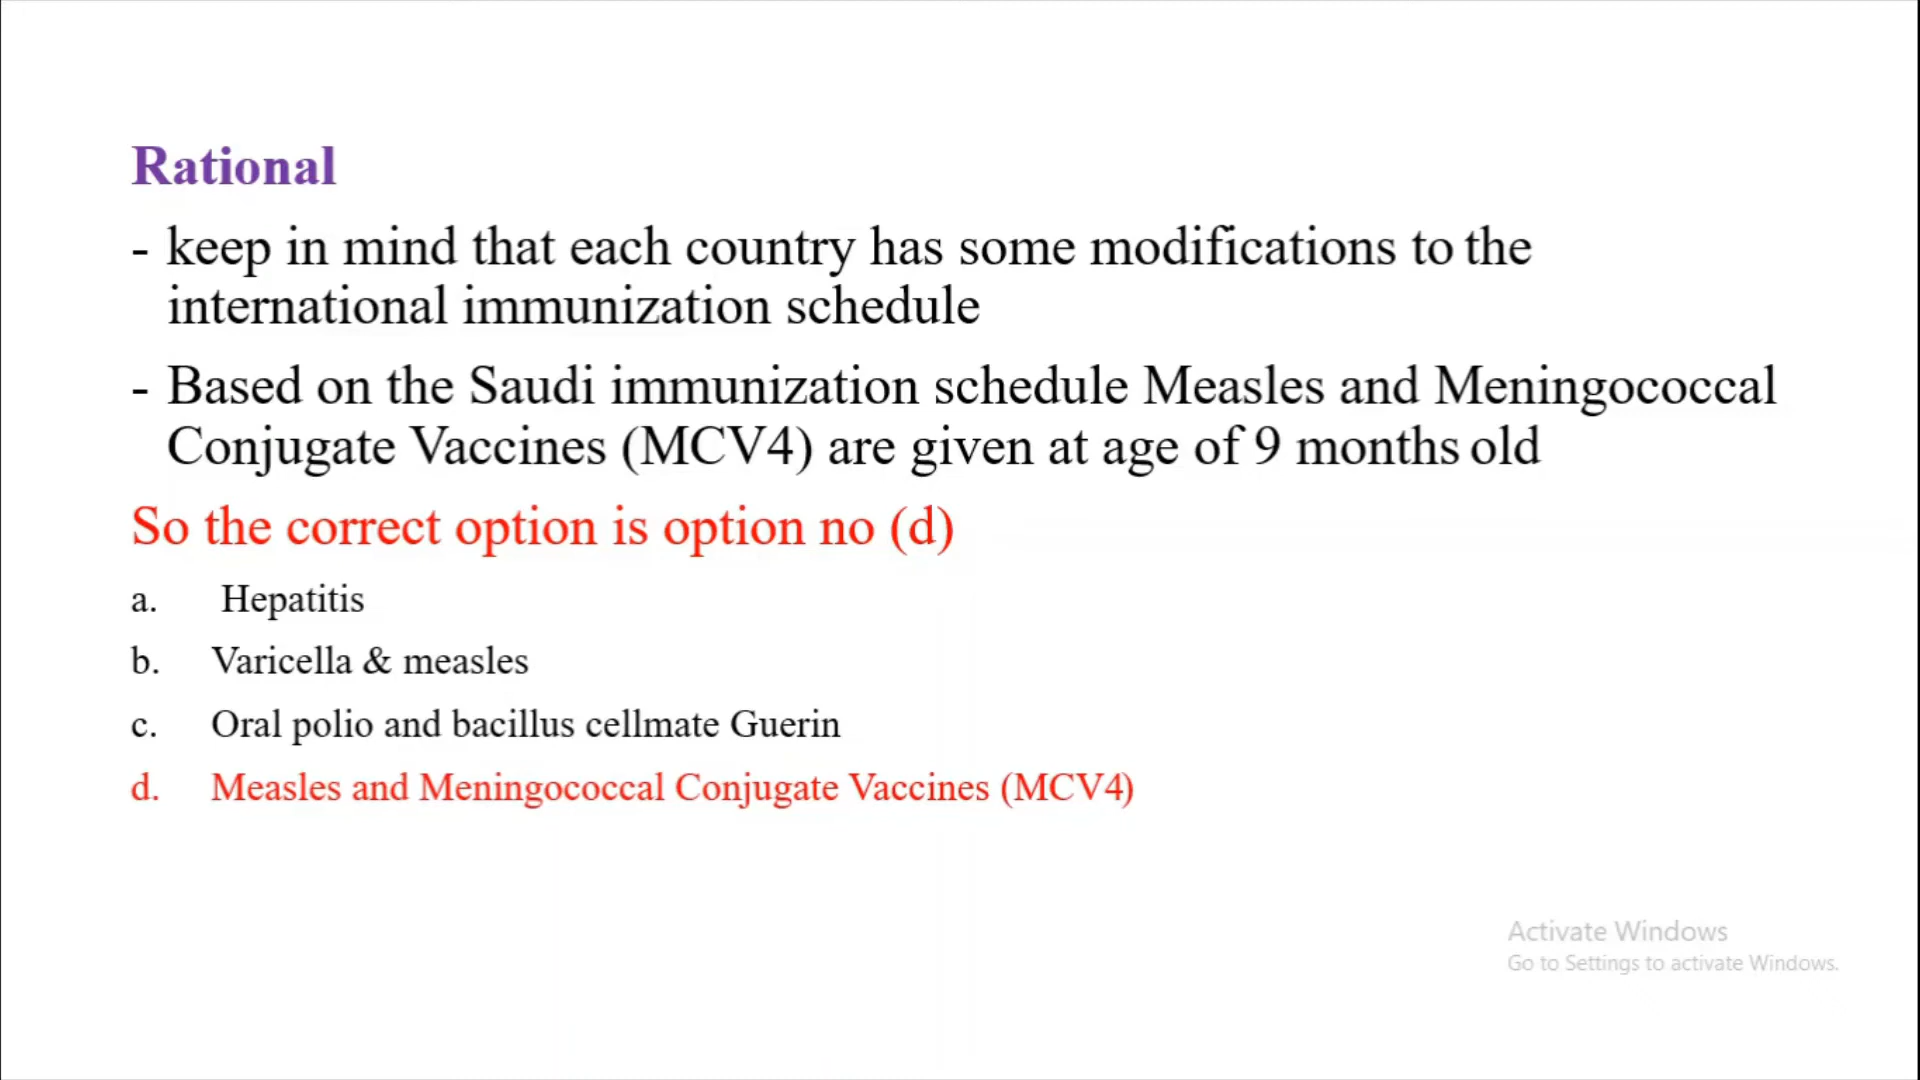 Rational
- keep in mind that each country has some modifications to the
international immunization schedule
- Based on the Saudi immunization schedule Measles and Meningococcal
Conjugate Vaccines (MCV4) are given at age of 9 months old
So the correct option is option no (d)
a. Hepatitis
b. Varicella & measles
c. Oral polio and bacillus cellmate Guerin
d. Measles and Meningococcal Conjugate Vaccines (MCV4)
Activate Windows
Go to Settings to activate Windows.